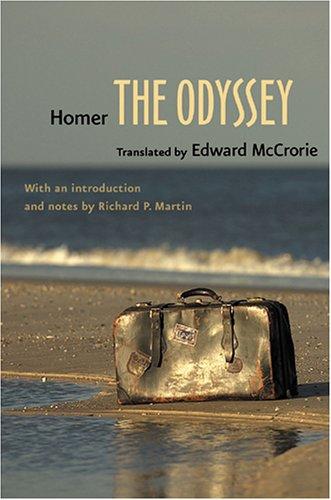 Homer THE ODYSSEY
Translated by Edward McCrorie
With an introduction
and notes by Richard P. Martin